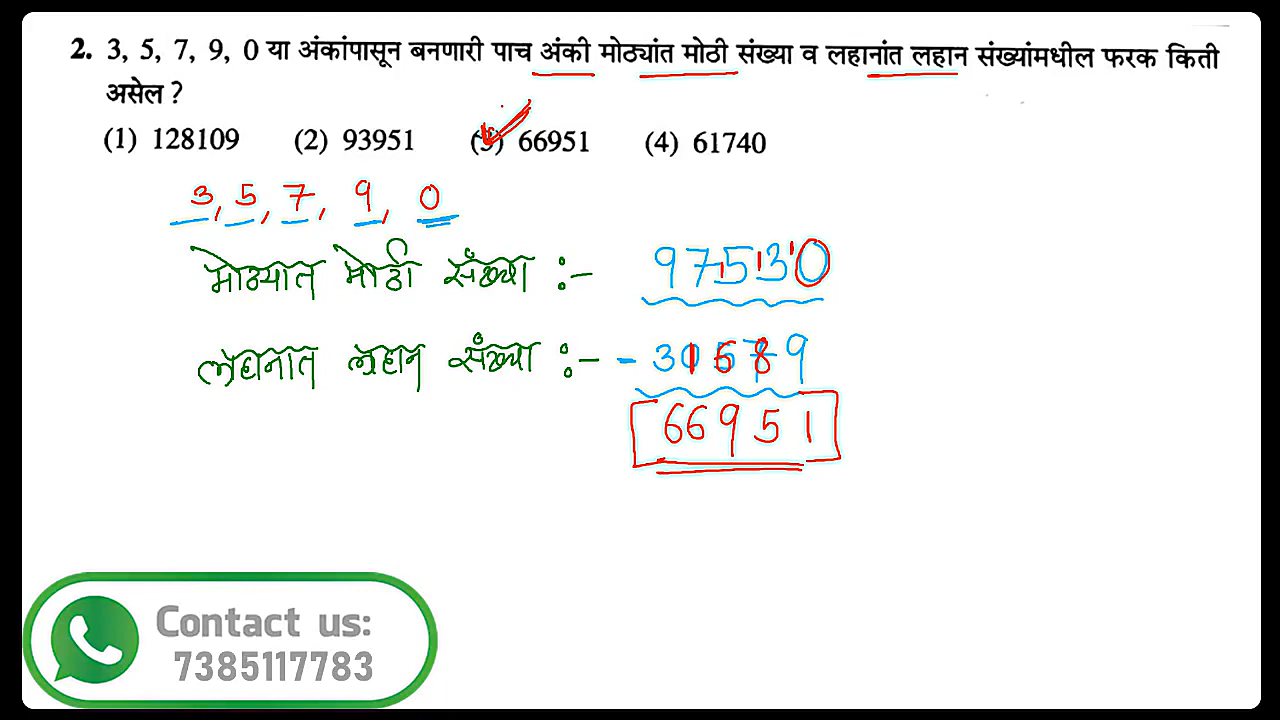 2. 3, 5, 7, 9, 0 या अंकांपासून बनणारी पाच अंकी मोठ्यांत मोठी संख्या व लहानांत लहान संख्यांमधील फरक किती
असेल ?
(1) 128109 (2) 93951 (3) 66951 (4) 61740
3, 5, 7, 9, 0
मोठ्यात मोठी संख्या :- 97530
लहानात लहान संख्या :- - 30579
66951
Contact us:
7385117783